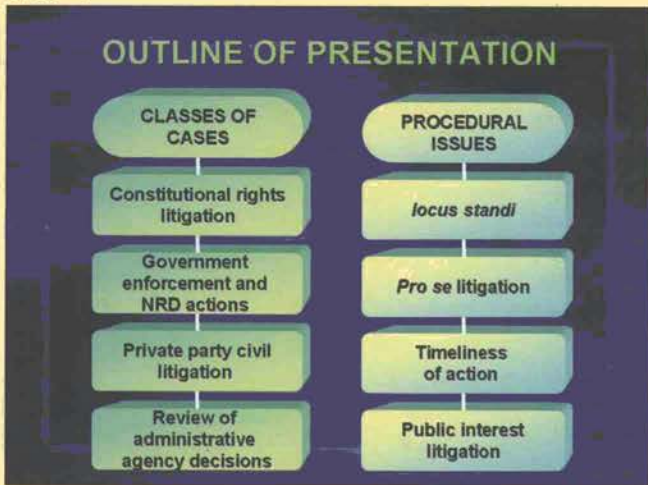 OUTLINE OF PRESENTATION
CLASSES OF
CASES
Constitutional rights
litigation
Government
enforcement and
NRD actions
Private party civil
litigation
Review of
administrative
agency decisions
PROCEDURAL
ISSUES
locus standi
Pro se litigation
Timeliness
of action
Public interest
litigation